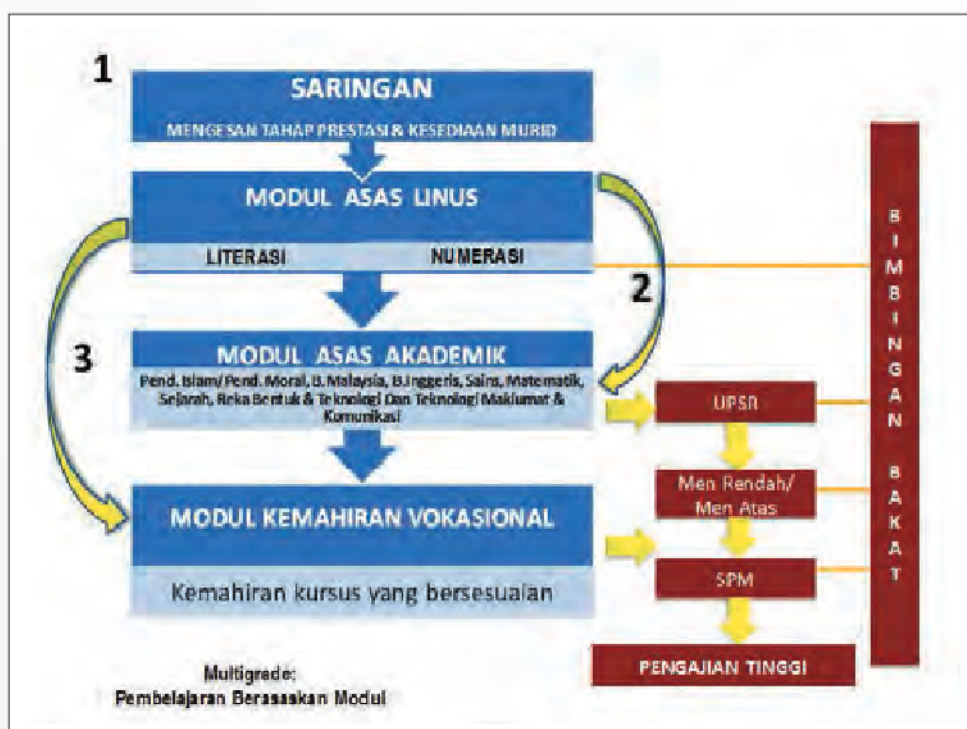 1
SARINGAN
MENGESAN TAHAP PRESTASI & KESEDIAAN MURID
MODUL ASAS LINUS
LITERASI
NUMERASI
2
3
MODUL ASAS AKADEMIK
Pend. Islam/Pend. Moral, B. Malaysia, B.Inggeris, Sains, Matematik,
Sejarah, Reka Bentuk & Teknologi Dan Teknologi Maklumat &
Komunikasi
MODUL KEMAHIRAN VOKASIONAL
Kemahiran kursus yang bersesuaian
Multigrade:
Pembelajaran Berasaskan Modul
UPSR
Men Rendah/
Men Atas
SPM
PENGAJIAN TINGGI
BIMBINGAN BAKAT